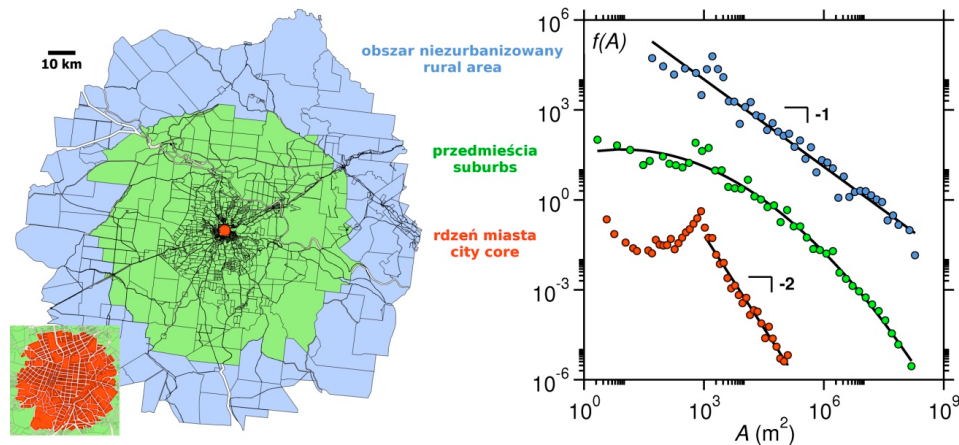 10 km
obszar niezurbanizowany
rural area
przedmieścia
suburbs
rdzeń miasta
city core
f(A)
10^6
10^3
10^0
10^-3
10^-6
-1
-2
10^0 10^3 10^6 10^9
A (m²)